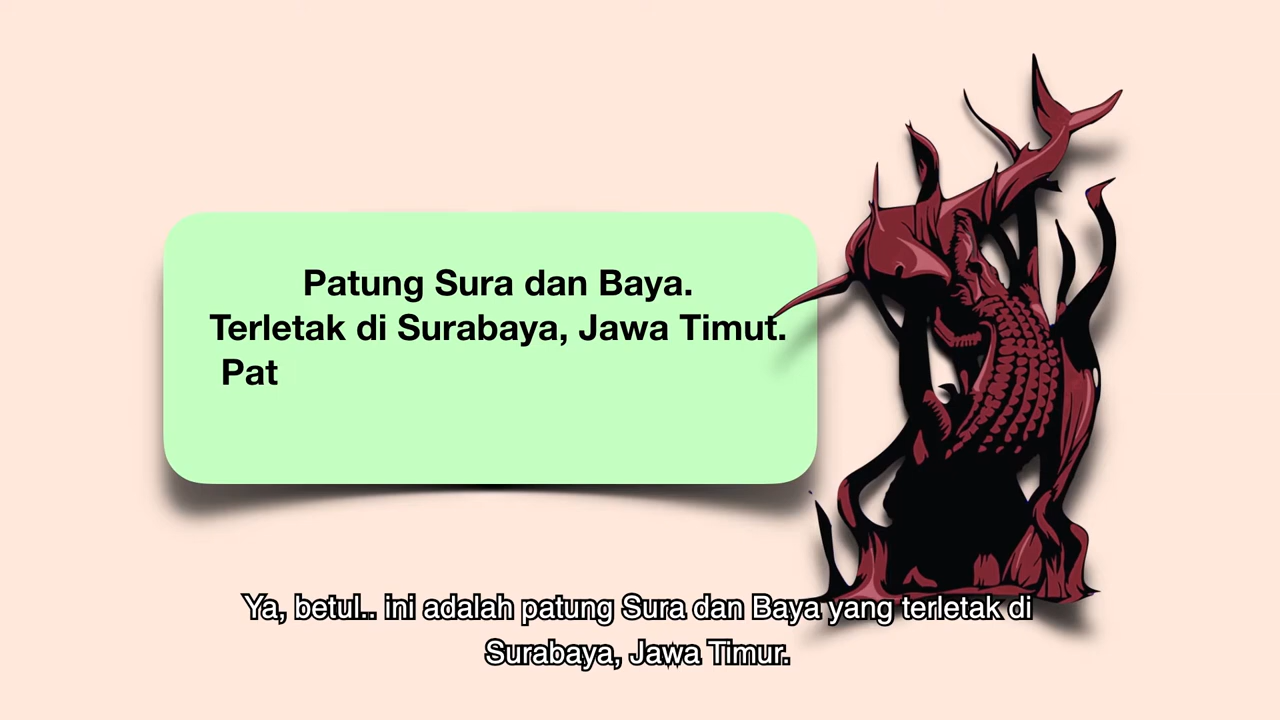 Patung Sura dan Baya.
Terletak di Surabaya, Jawa Timut.
Pat
Ya, betul.. ini adalah patung Sura dan Baya yang terletak di
Surabaya, Jawa Timur.